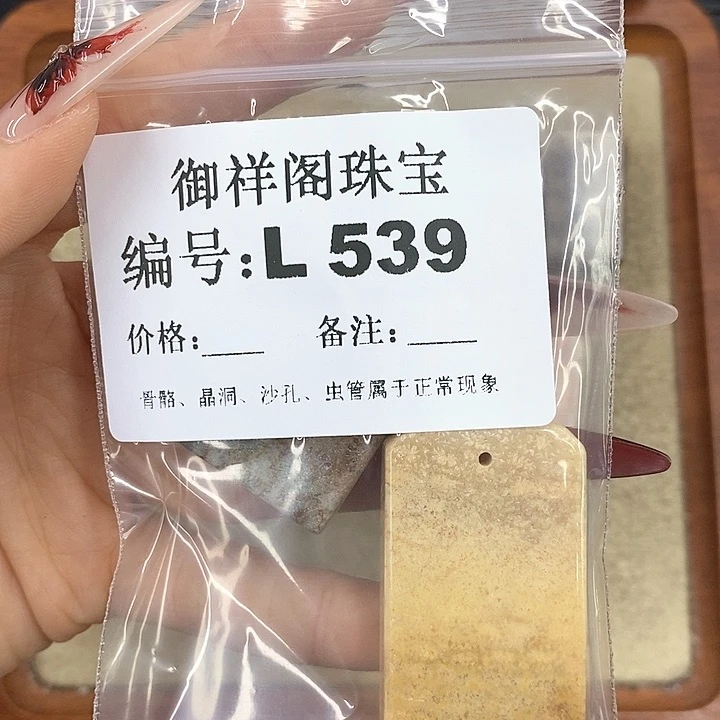 御祥阁珠宝
编号:L 539
价格:____ 备注:_____
骨骼、晶洞、沙孔、虫管属于正常现象